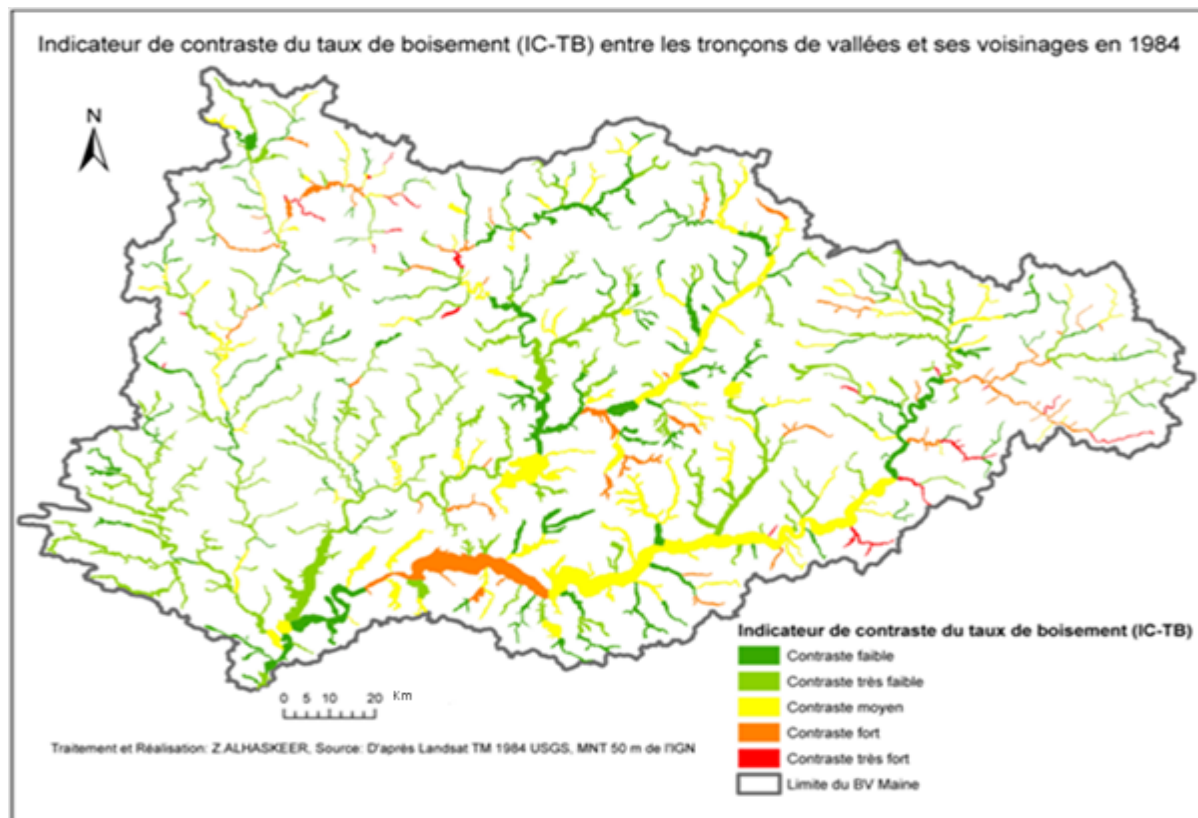 Indicateur de contraste du taux de boisement (IC-TB) entre les tronçons de vallées et ses voisinages en 1984
N
Indicateur de contraste du taux de boisement (IC-TB)
Contraste faible
Contraste très faible
Contraste moyen
Contraste fort
Contraste très fort
Limite du BV Maine
0 5 10 20 Km
Traitement et Réalisation: Z.ALHASKEER, Source: D'après Landsat TM 1984 USGS, MNT 50 m de l'IGN